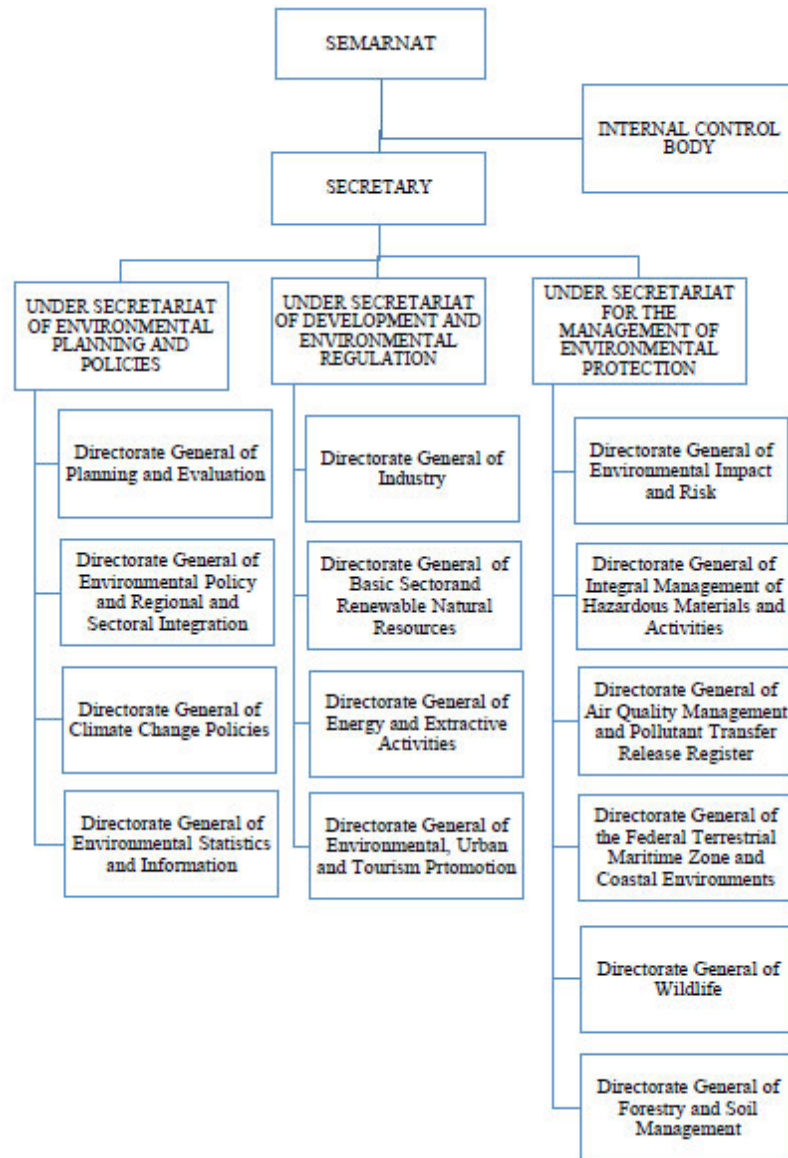 SEMARNAT
INTERNAL CONTROL
BODY
SECRETARY
UNDER SECRETARIAT
OF ENVIRONMENTAL
PLANNING AND
POLICIES
Directorate General of
Planning and Evaluation
Directorate General of
Environmental Policy
and Regional and
Sectoral Integration
Directorate General of
Climate Change Policies
Directorate General of
Environmental Statistics
and Information
UNDER SECRETARIAT
OF DEVELOPMENT AND
ENVIRONMENTAL
REGULATION
Directorate General of
Industry
Directorate General of
Basic Sectorand
Renewable Natural
Resources
Directorate General of
Energy and Extractive
Activities
Directorate General of
Environmental, Urban
and Tourism Prtomotion
UNDER SECRETARIAT
FOR THE
MANAGEMENT OF
ENVIRONMENTAL
PROTECTION
Directorate General of
Environmental Impact
and Risk
Directorate General of
Integral Management of
Hazardous Materials and
Activities
Directorate General of
Air Quality Management
and Pollutant Transfer
Release Register
Directorate General of
the Federal Terrestrial
Maritime Zone and
Coastal Environments
Directorate General of
Wildlife
Directorate General of
Forestry and Soil
Management